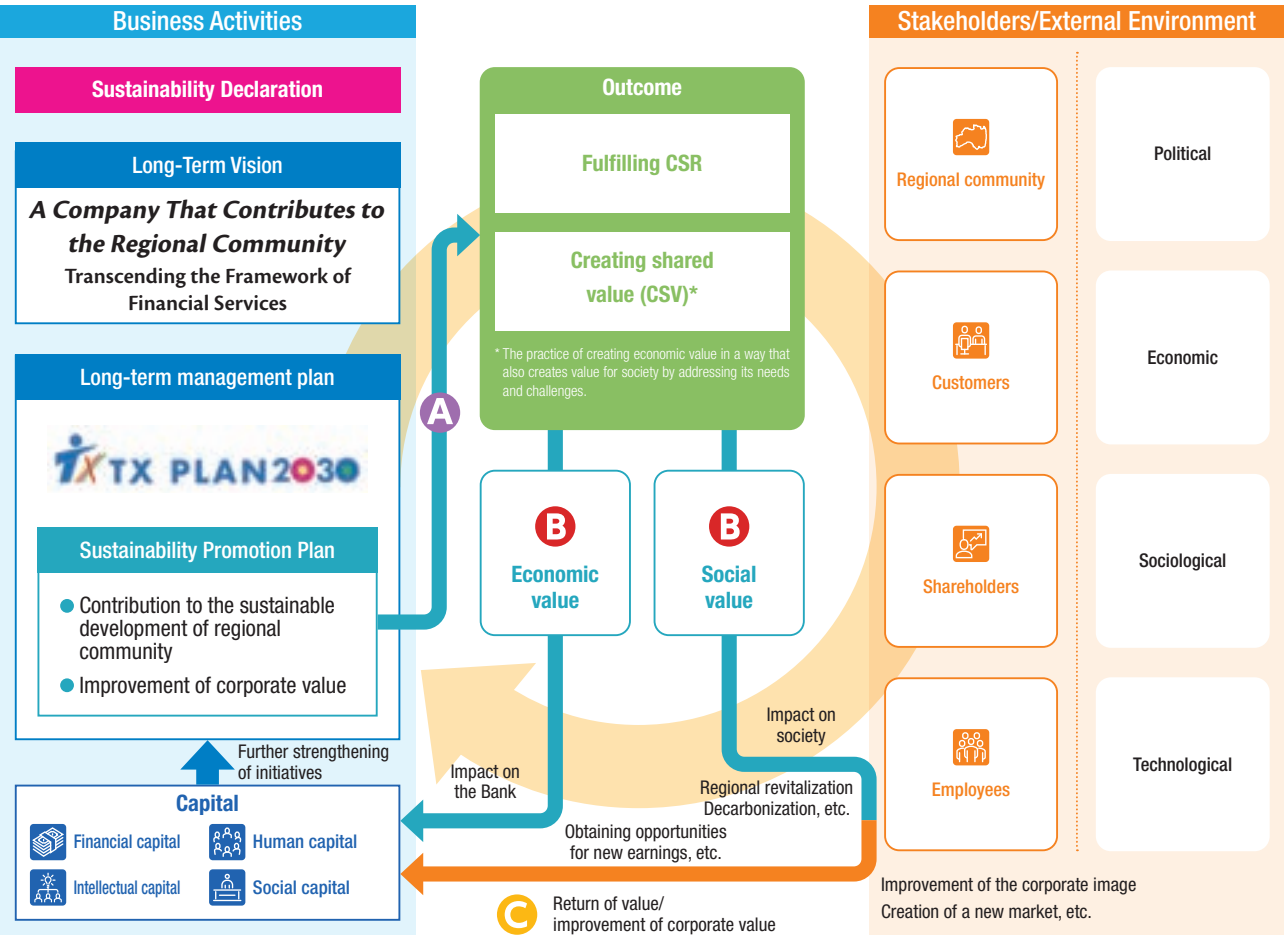 Business Activities
Sustainability Declaration
Long-Term Vision
A Company That Contributes to
the Regional Community
Transcending the Framework of
Financial Services
Long-term management plan
TX TX PLAN2030
Sustainability Promotion Plan
● Contribution to the sustainable
development of regional
community
● Improvement of corporate value
Further strengthening
of initiatives
Capital
Financial capital
Human capital
Intellectual capital
Social capital
A
Outcome
Fulfilling CSR
Creating shared
value (CSV)*
* The practice of creating economic value in a way that
also creates value for society by addressing its needs
and challenges.
B
Economic
value
B
Social
value
Impact on
the Bank
Impact on
society
Regional revitalization
Decarbonization, etc.
Obtaining opportunities
for new earnings, etc.
C
Return of value/
improvement of corporate value
Stakeholders/External Environment
Regional community
Customers
Shareholders
Employees
Political
Economic
Sociological
Technological
Improvement of the corporate image
Creation of a new market, etc.